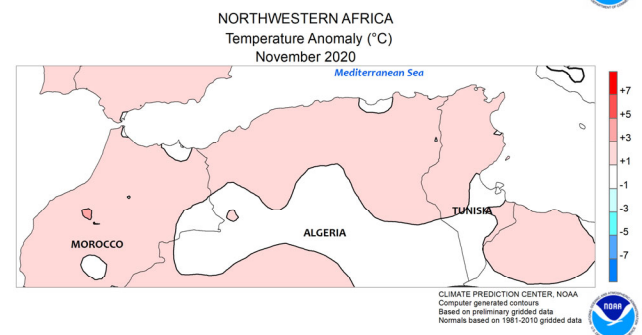 NORTHWESTERN AFRICA
Temperature Anomaly (°C)
November 2020
Mediterranean Sea
+7
+5
+3
+1
-1
-3
-5
-7
TUNISIA
ALGERIA
MOROCCO
CLIMATE PREDICTION CENTER, NOAA
Computer generated contours
Based on preliminary gridded data
Normals based on 1981-2010 gridded data
NOAA